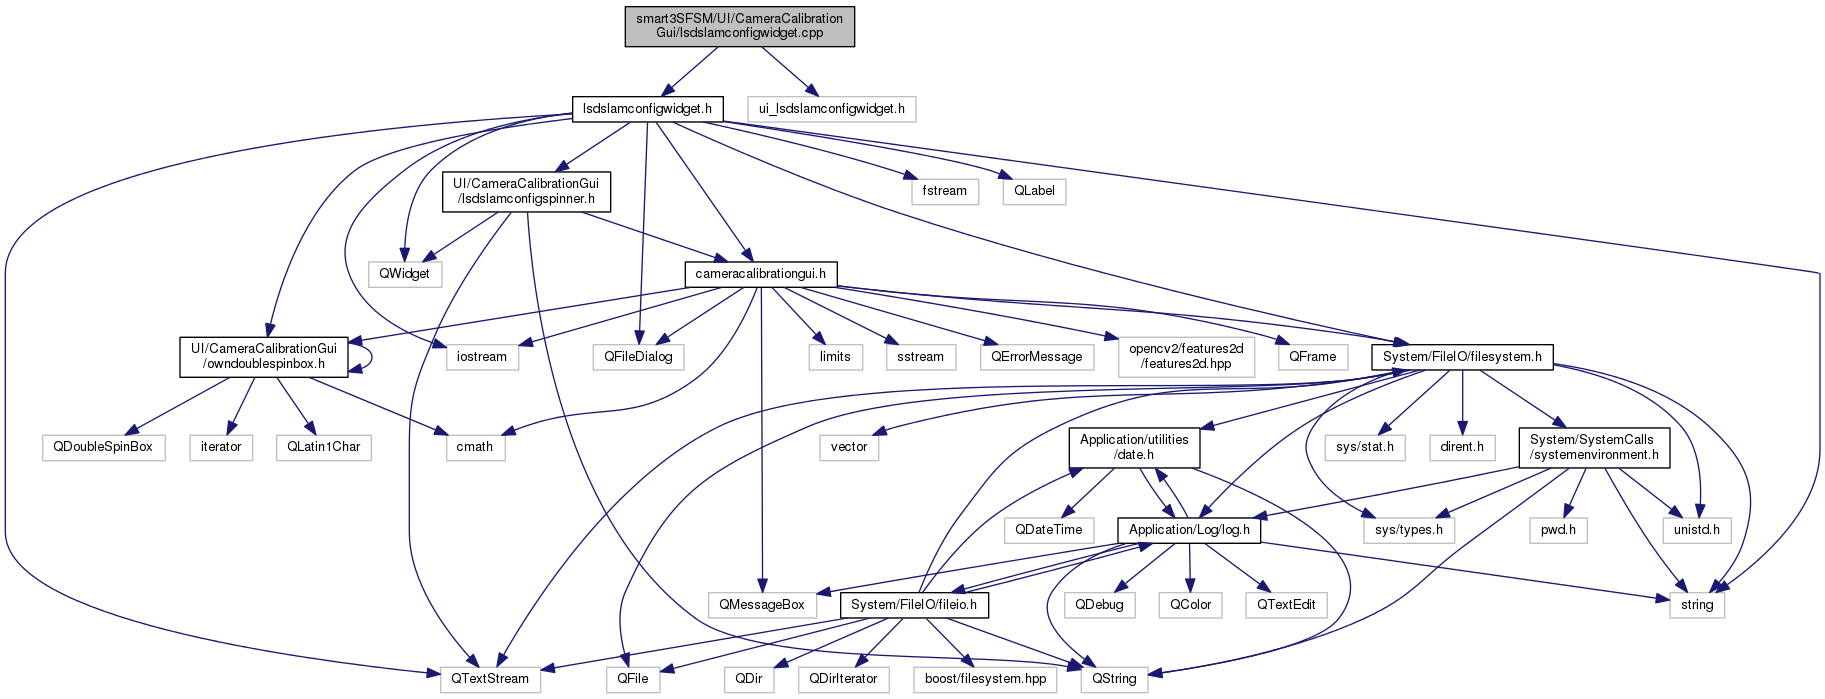 smart3SFSM/UI/CameraCalibration
Gui/lsdslamconfigwidget.cpp
lsdslamconfigwidget.h
ui_lsdslamconfigwidget.h
UI/CameraCalibrationGui
/lsdslamconfigspinner.h
fstream
QLabel
QWidget
cameracalibrationgui.h
UI/CameraCalibrationGui
/owndoublespinbox.h
iostream
QFileDialog
limits
sstream
QErrorMessage
opencv2/features2d
/features2d.hpp
QFrame
System/FileIO/filesystem.h
QDoubleSpinBox
iterator
QLatin1Char
cmath
vector
Application/utilities
/date.h
sys/stat.h
dirent.h
System/SystemCalls
/systemenvironment.h
QDateTime
Application/Log/log.h
sys/types.h
pwd.h
unistd.h
QMessageBox
System/FileIO/fileio.h
QDebug
QColor
QTextEdit
string
QTextStream
QFile
QDir
QDirIterator
boost/filesystem.hpp
QString